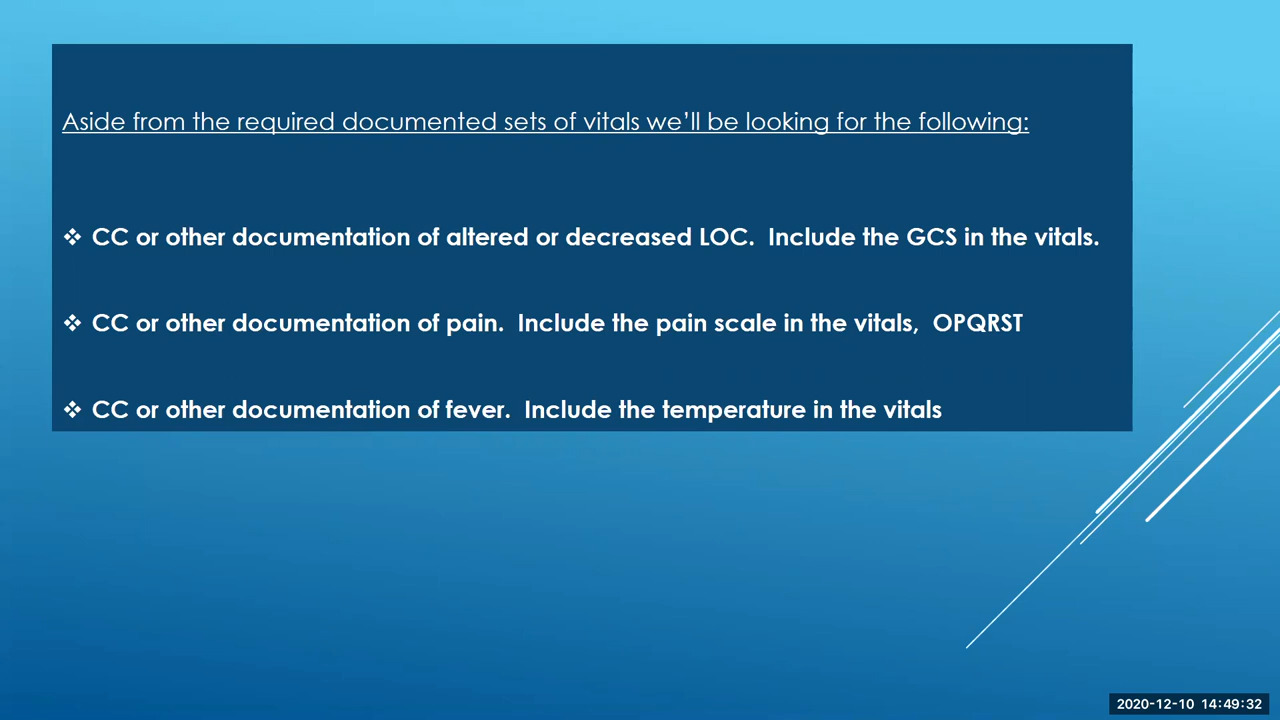 Aside from the required documented sets of vitals we’ll be looking for the following:
❖ CC or other documentation of altered or decreased LOC.  Include the GCS in the vitals.
❖ CC or other documentation of pain.  Include the pain scale in the vitals,  OPQRST
❖ CC or other documentation of fever.  Include the temperature in the vitals
2020-12-10  14:49:32